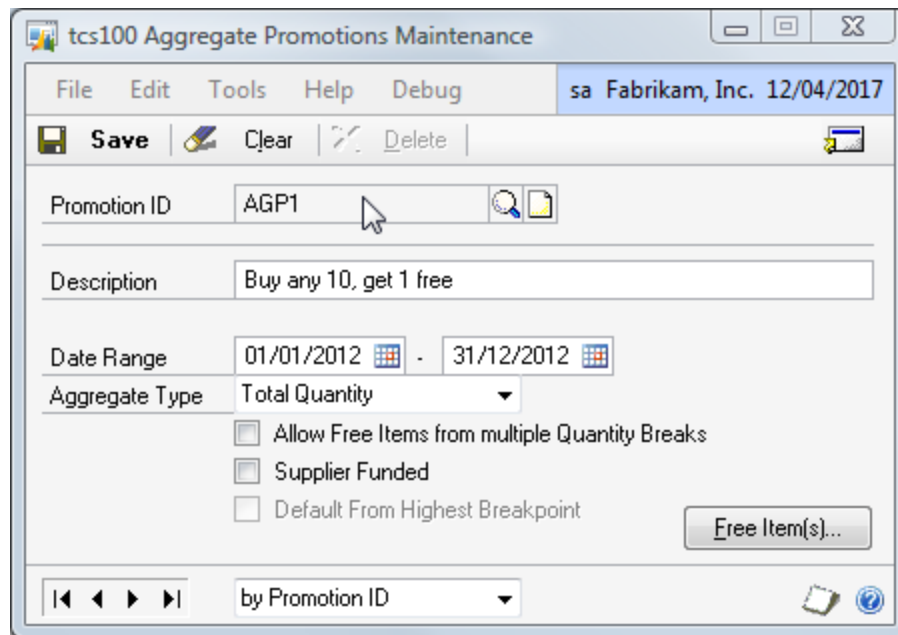 tcs100 Aggregate Promotions Maintenance
File Edit Tools Help Debug sa Fabrikam, Inc. 12/04/2017
Save Clear Delete
Promotion ID AGP1
Description Buy any 10, get 1 free
Date Range 01/01/2012 - 31/12/2012
Aggregate Type Total Quantity
Allow Free Items from multiple Quantity Breaks
Supplier Funded
Default From Highest Breakpoint
Free Item(s)...
by Promotion ID